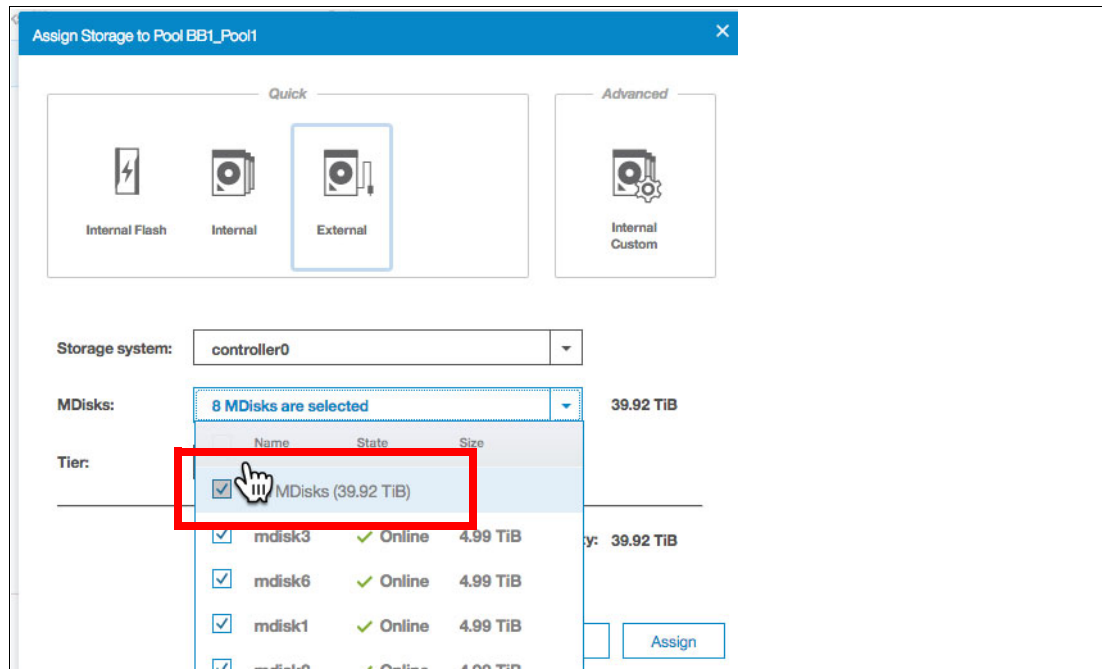 Assign Storage to Pool BB1_Pool1
Quick
Advanced
Internal Flash
Internal
External
Internal
Custom
Storage system:
controller0
MDisks:
8 MDisks are selected
39.92 TiB
Name State Size
Tier:
MDisks (39.92 TiB)
mdisk3 Online 4.99 TiB
y: 39.92 TiB
mdisk6 Online 4.99 TiB
mdisk1 Online 4.99 TiB
Assign